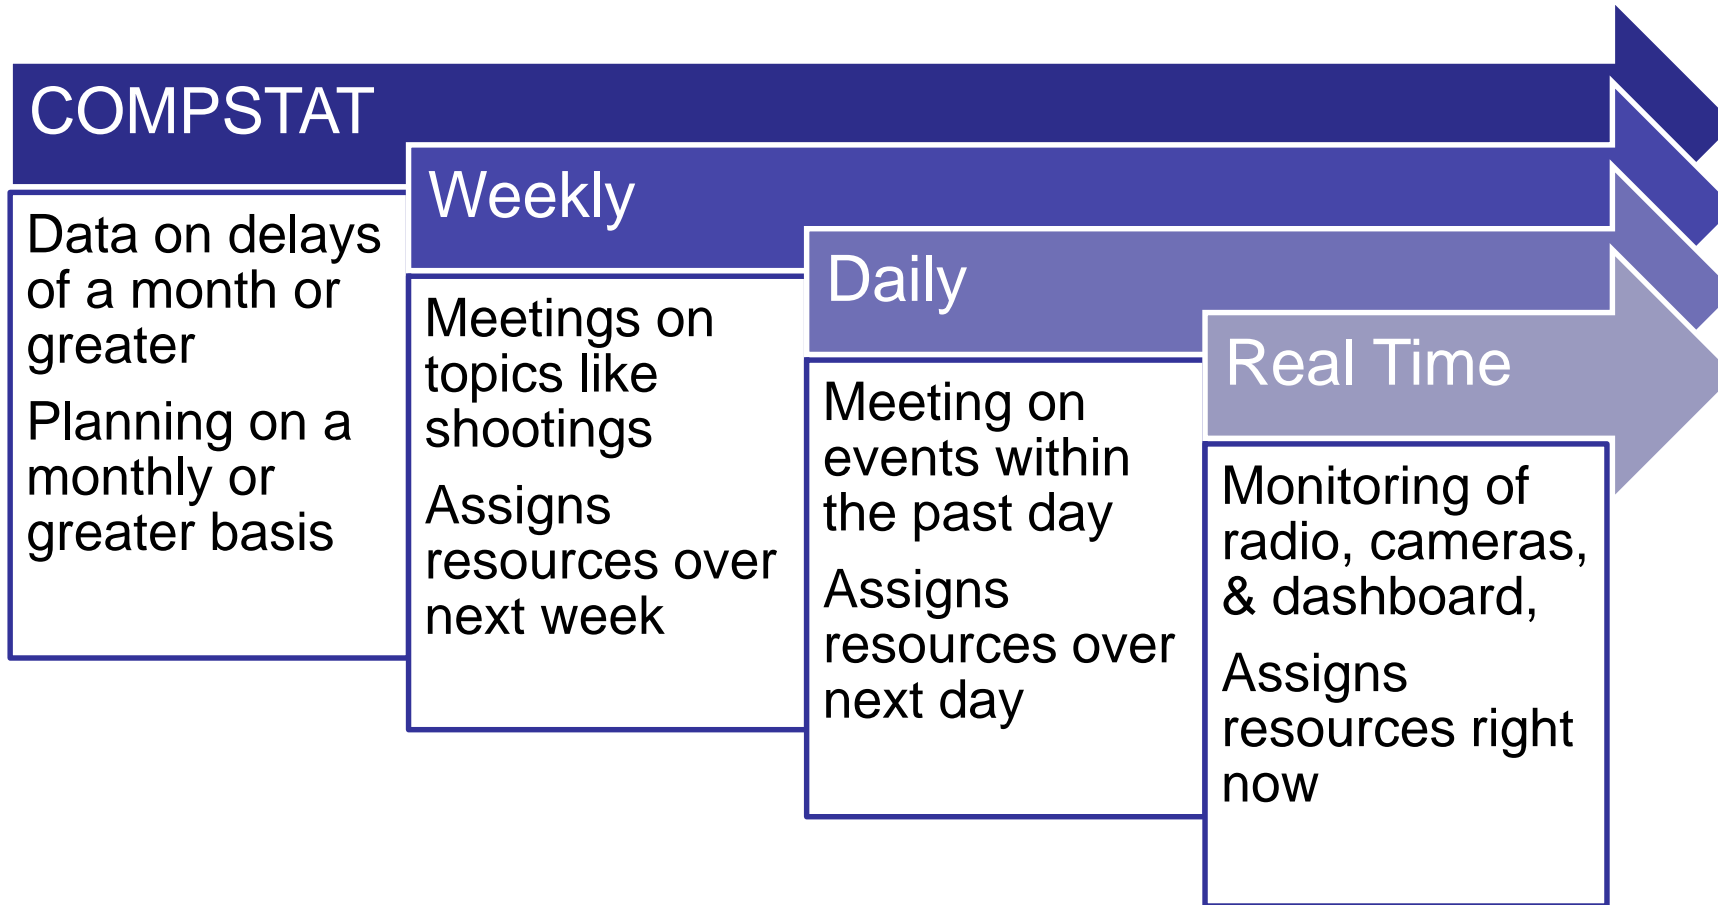 COMPSTAT
Data on delays
of a month or
greater
Planning on a
monthly or
greater basis
Weekly
Meetings on
topics like
shootings
Assigns
resources over
next week
Daily
Meeting on
events within
the past day
Assigns
resources over
next day
Real Time
Monitoring of
radio, cameras,
& dashboard,
Assigns
resources right
now